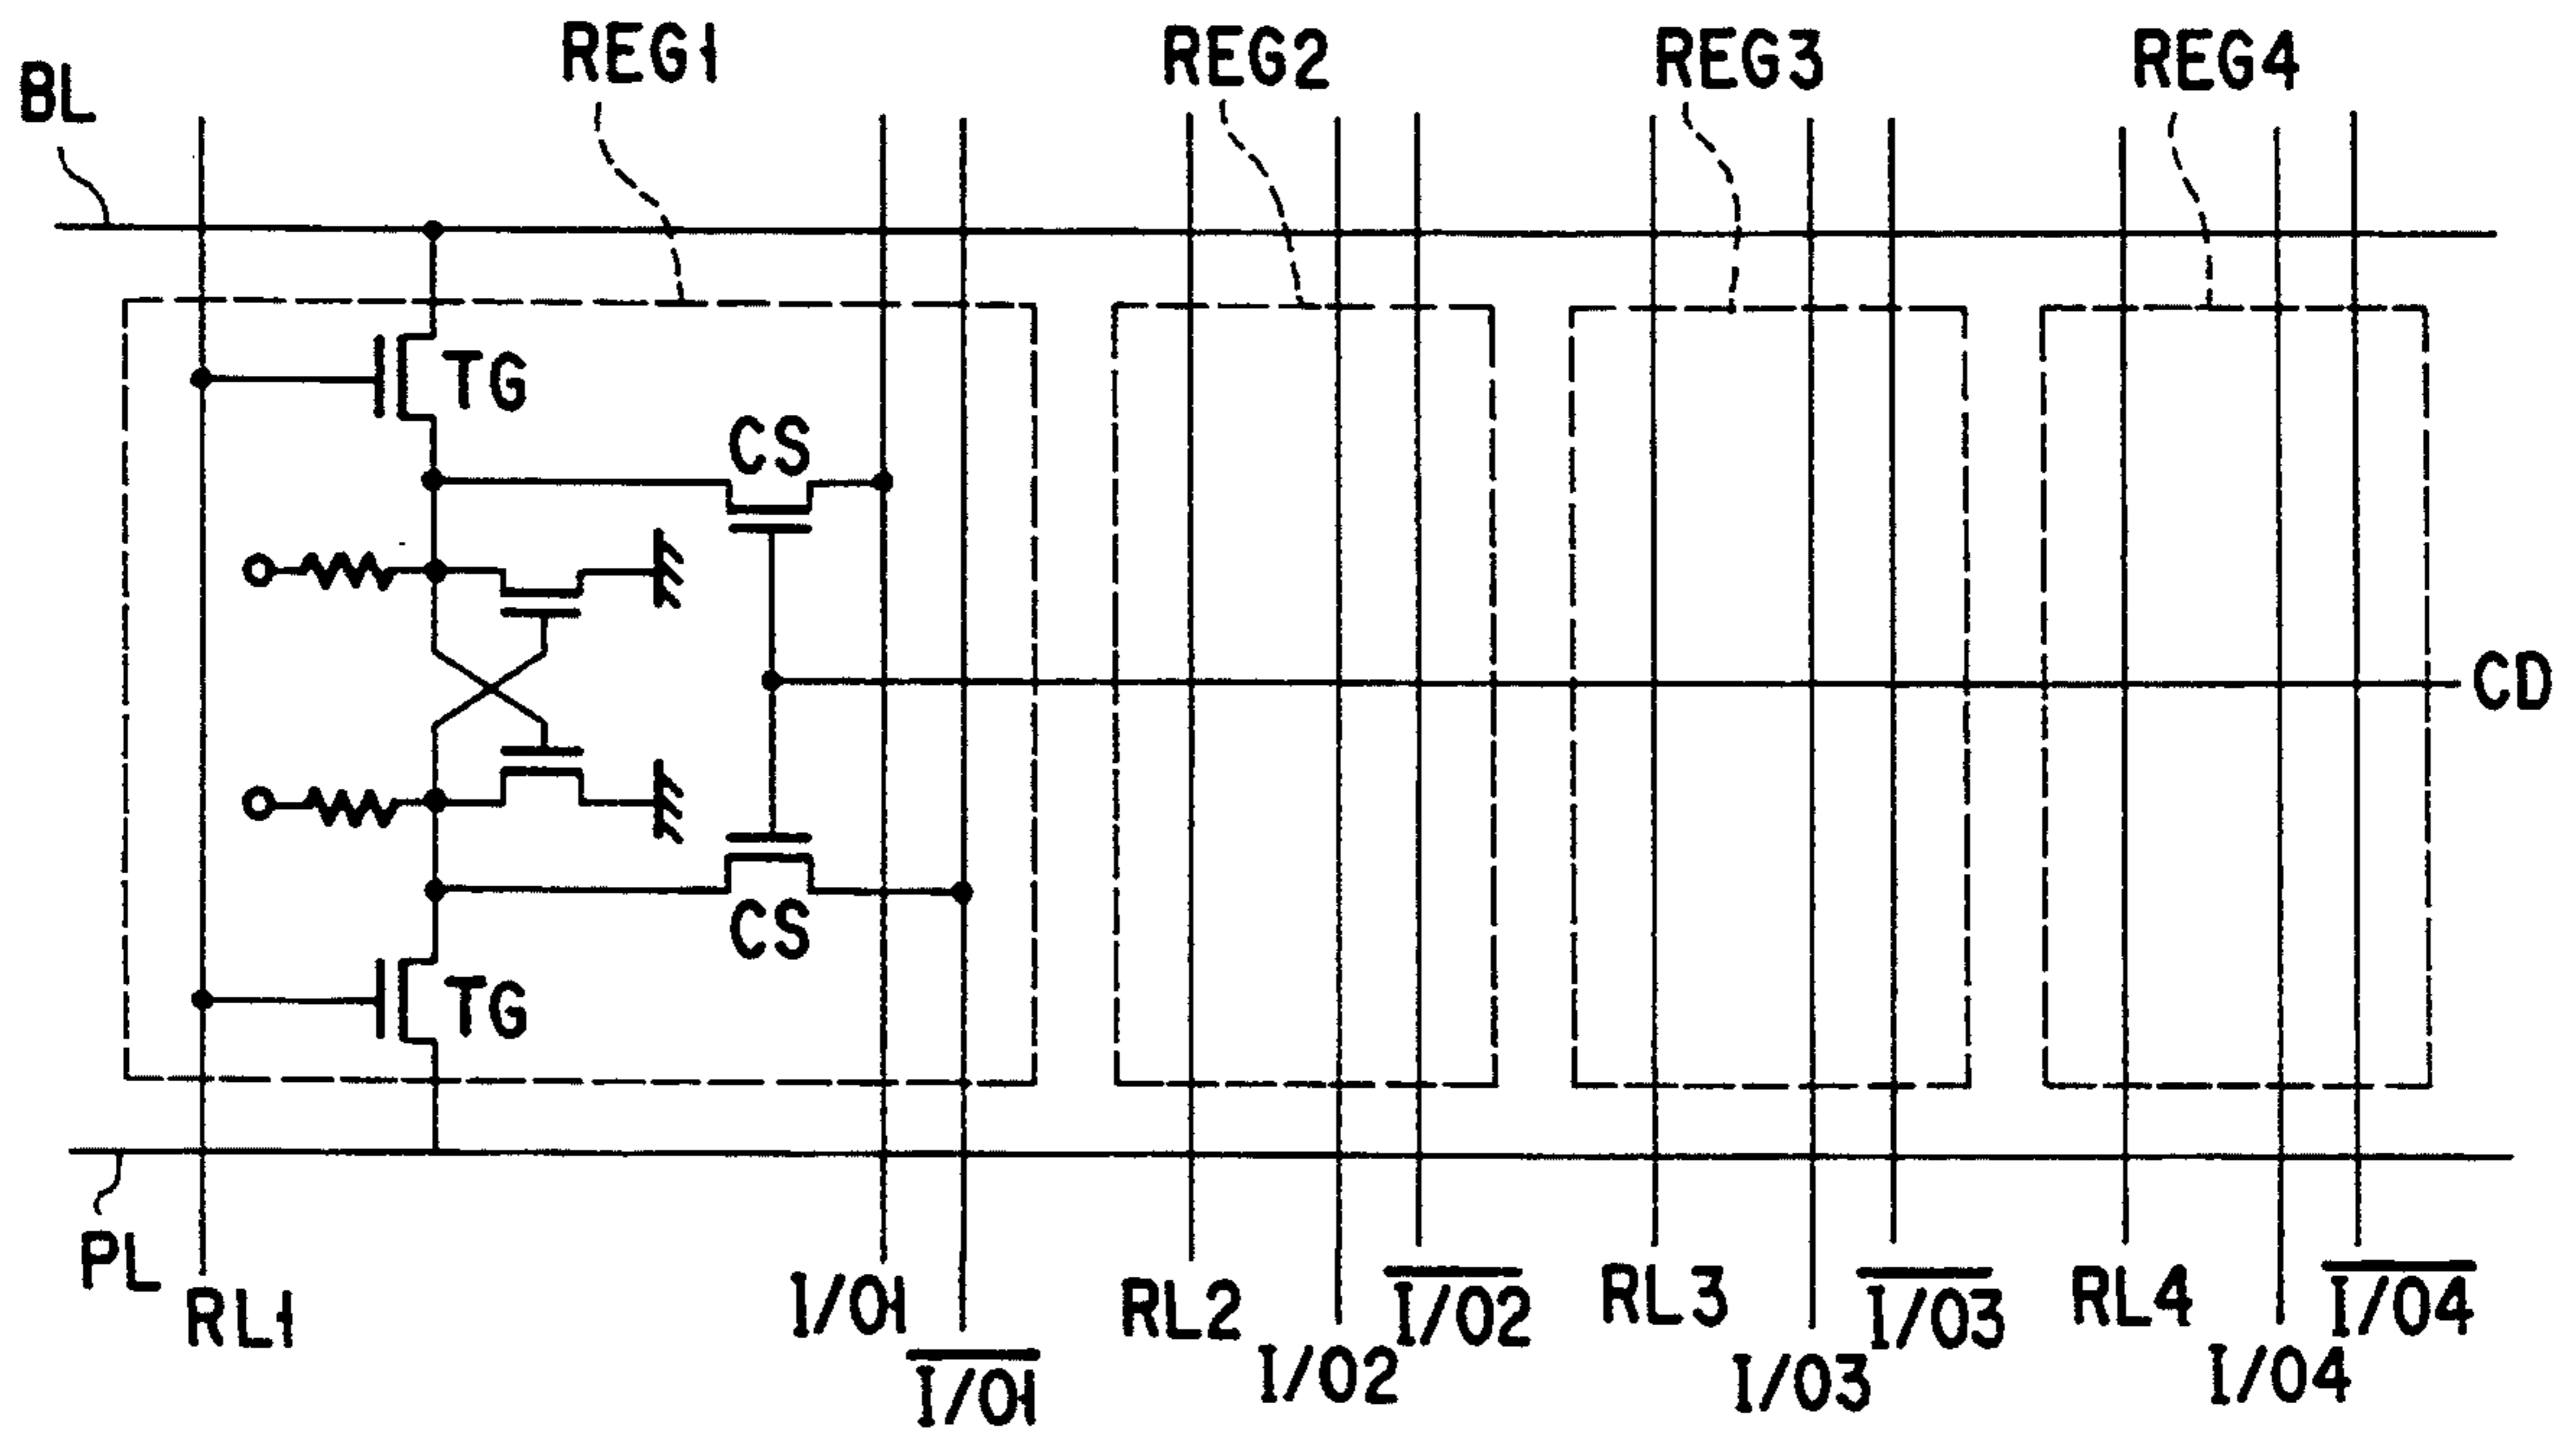 REG1
REG2
REG3
REG4
BL
TG
CS
CD
CS
TG
PL
RL1
I/O1
I/O1
RL2
I/O2
I/O2
RL3
I/O3
I/O3
RL4
I/O4
I/O4